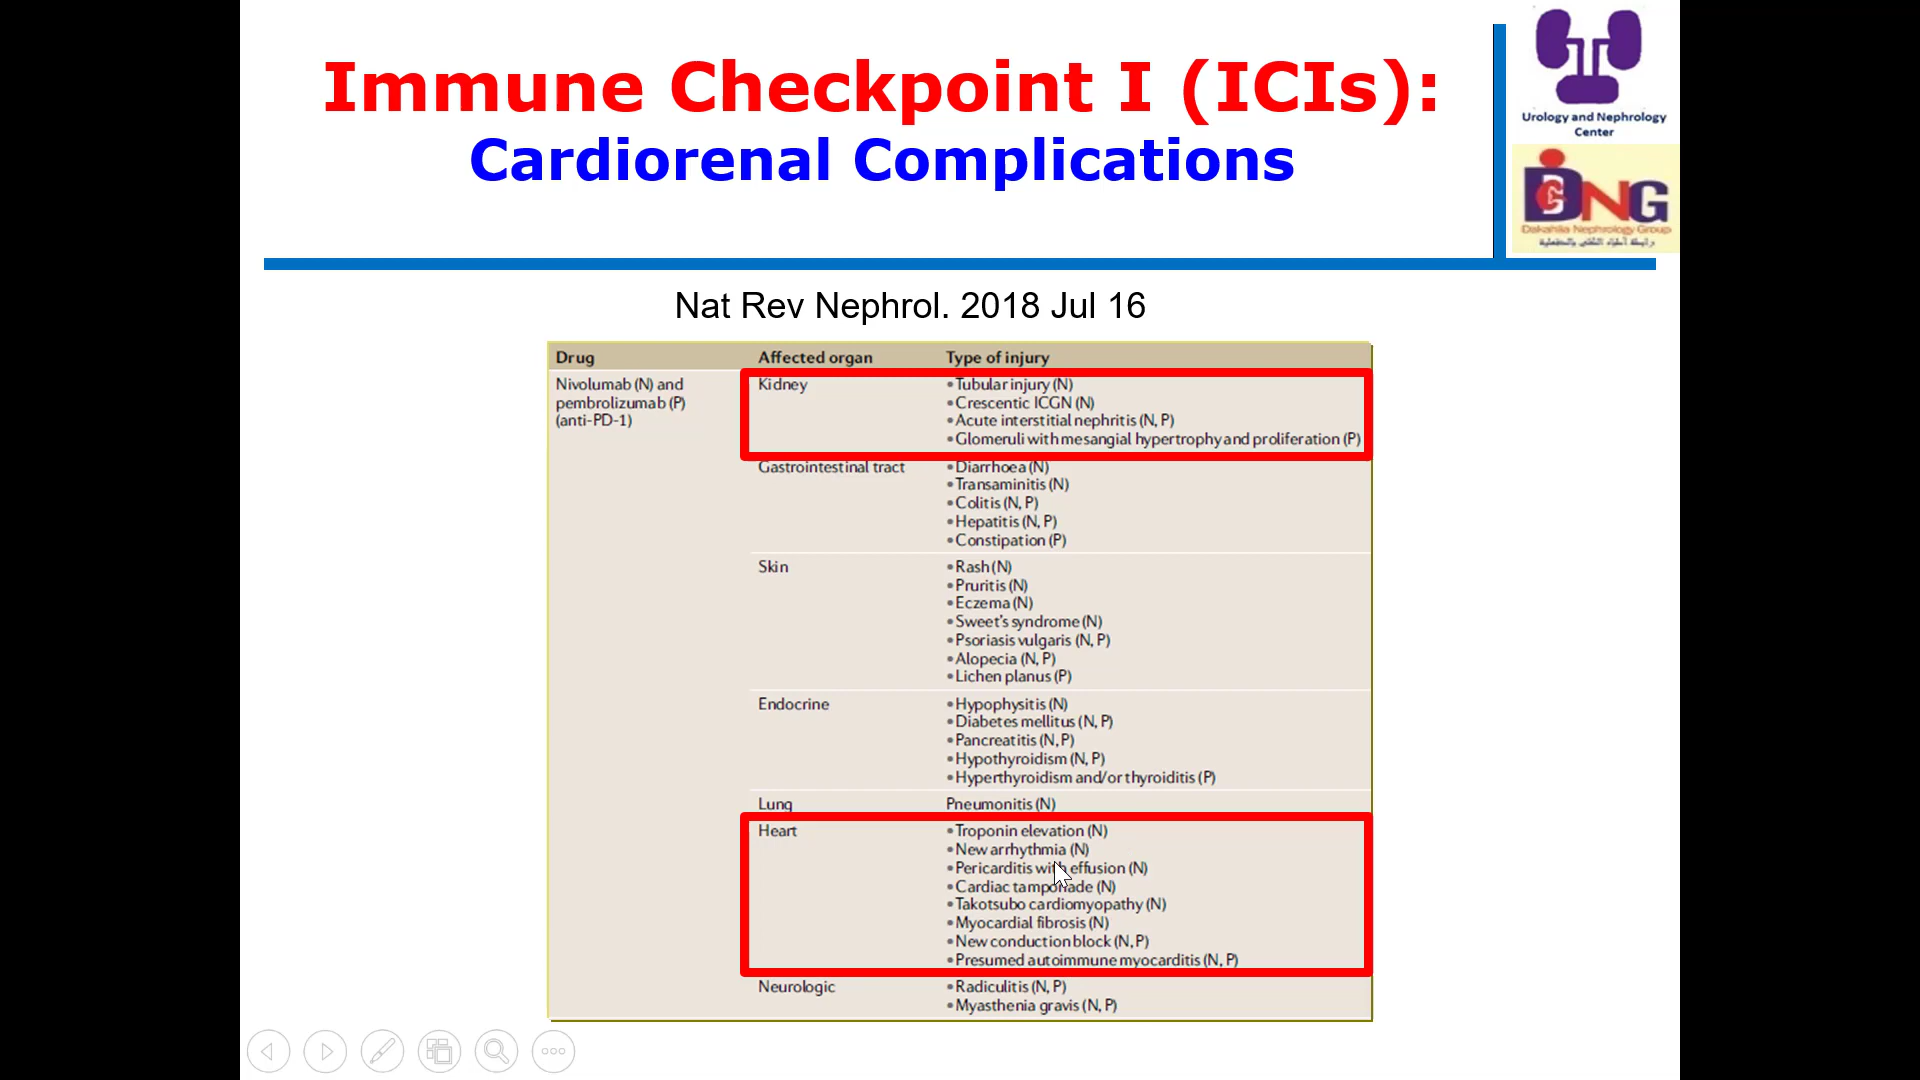 Immune Checkpoint I (ICIs):
Cardiorenal Complications
Urology and Nephrology
Center
DNG
Dakahlia Nephrology Group
Nat Rev Nephrol. 2018 Jul 16
Drug Affected organ Type of injury
Nivolumab (N) and
pembrolizumab (P)
(anti-PD-1)
Kidney
•Tubular injury (N)
•Crescentic ICGN (N)
•Acute interstitial nephritis (N, P)
•Glomeruli with mesangial hypertrophy and proliferation (P)
Gastrointestinal tract
•Diarrhoea (N)
•Transaminitis (N)
•Colitis (N, P)
•Hepatitis (N, P)
•Constipation (P)
Skin
•Rash (N)
•Pruritis (N)
•Eczema (N)
•Sweet's syndrome (N)
•Psoriasis vulgaris (N, P)
•Alopecia (N, P)
•Lichen planus (P)
Endocrine
•Hypophysitis (N)
•Diabetes mellitus (N, P)
•Pancreatitis (N, P)
•Hypothyroidism (N, P)
•Hyperthyroidism and/or thyroiditis (P)
Lung
Pneumonitis (N)
Heart
•Troponin elevation (N)
•New arrhythmia (N)
•Pericarditis with effusion (N)
•Cardiac tamponade (N)
•Takotsubo cardiomyopathy (N)
•Myocardial fibrosis (N)
•New conduction block (N, P)
•Presumed autoimmune myocarditis (N, P)
Neurologic
•Radiculitis (N, P)
•Myasthenia gravis (N, P)